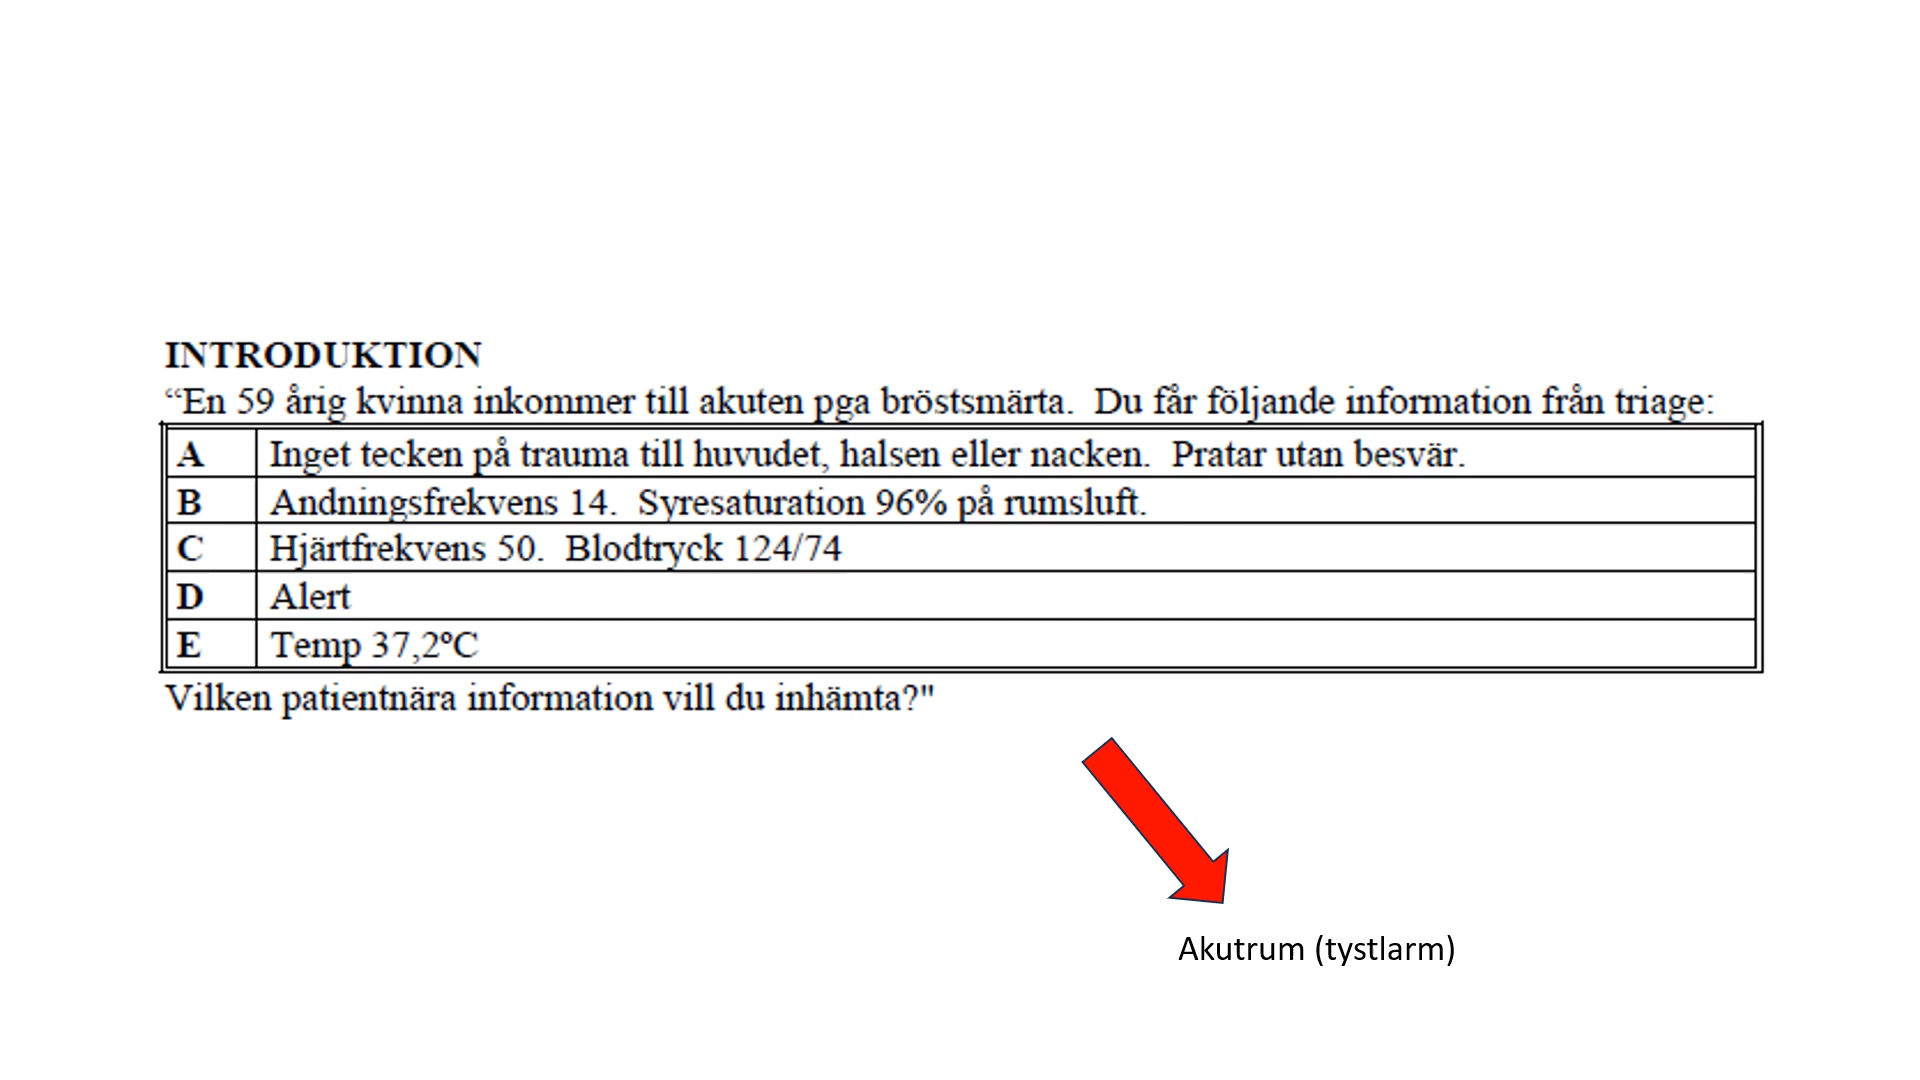 INTRODUKTION
“En 59 årig kvinna inkommer till akuten pga bröstsmärta.  Du får följande information från triage:
A Inget tecken på trauma till huvudet, halsen eller nacken.  Pratar utan besvär.
B Andningsfrekvens 14.  Syresaturation 96% på rumsluft.
C Hjärtfrekvens 50.  Blodtryck 124/74
D Alert
E Temp 37,2ºC
Vilken patientnära information vill du inhämta?"
Akutrum (tystlarm)